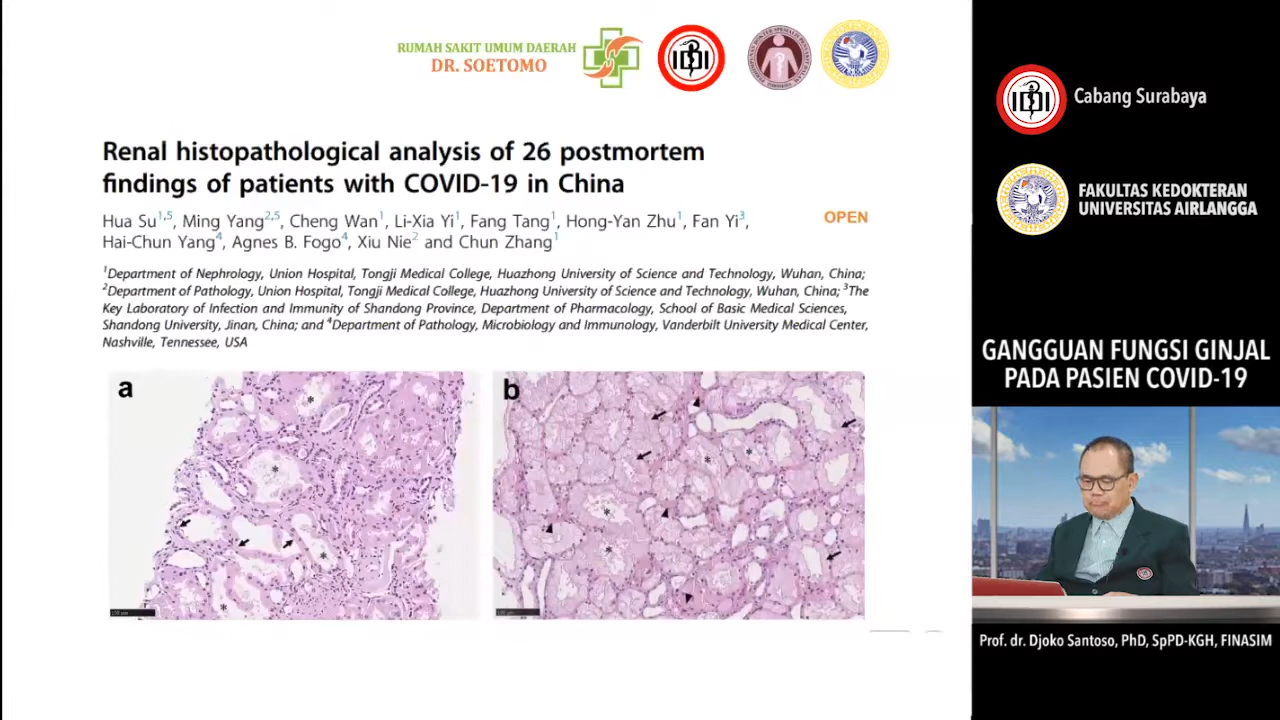 RUMAH SAKIT UMUM DAERAH
DR. SOETOMO
IDI
Renal histopathological analysis of 26 postmortem
findings of patients with COVID-19 in China
Hua Su1,5, Ming Yang2,5, Cheng Wan1, Li-Xia Yi1, Fang Tang1, Hong-Yan Zhu1, Fan Yi3,
Hai-Chun Yang4, Agnes B. Fogo4, Xiu Nie2 and Chun Zhang1
OPEN
1Department of Nephrology, Union Hospital, Tongji Medical College, Huazhong University of Science and Technology, Wuhan, China;
2Department of Pathology, Union Hospital, Tongji Medical College, Huazhong University of Science and Technology, Wuhan, China; 3The
Key Laboratory of Infection and Immunity of Shandong Province, Department of Pharmacology, School of Basic Medical Sciences,
Shandong University, Jinan, China; and 4Department of Pathology, Microbiology and Immunology, Vanderbilt University Medical Center,
Nashville, Tennessee, USA
a
b
IDI
Cabang Surabaya
FAKULTAS KEDOKTERAN
UNIVERSITAS AIRLANGGA
GANGGUAN FUNGSI GINJAL
PADA PASIEN COVID-19
Prof. dr. Djoko Santoso, PhD, SpPD-KGH, FINASIM